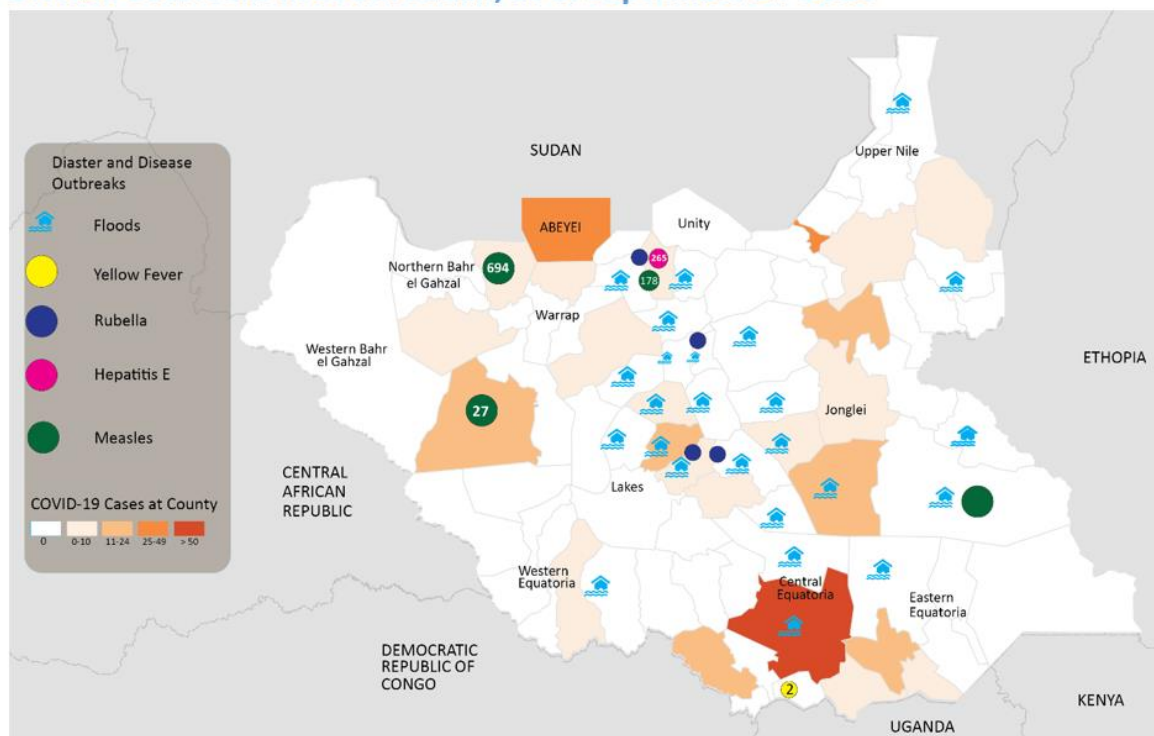 SUDAN
Upper Nile
Diaster and Disease
Outbreaks
Floods
Yellow Fever
Rubella
Hepatitis E
Measles
COVID-19 Cases at County
0
0-10
11-24
25-49
> 50
ABEYEI
Unity
694
Northern Bahr
el Gahzal
265
178
Warrap
Western Bahr
el Gahzal
ETHOPIA
27
Jonglei
CENTRAL
AFRICAN
REPUBLIC
Lakes
Western
Equatoria
Central
Equatoria
Eastern
Equatoria
DEMOCRATIC
REPUBLIC OF
CONGO
2
KENYA
UGANDA